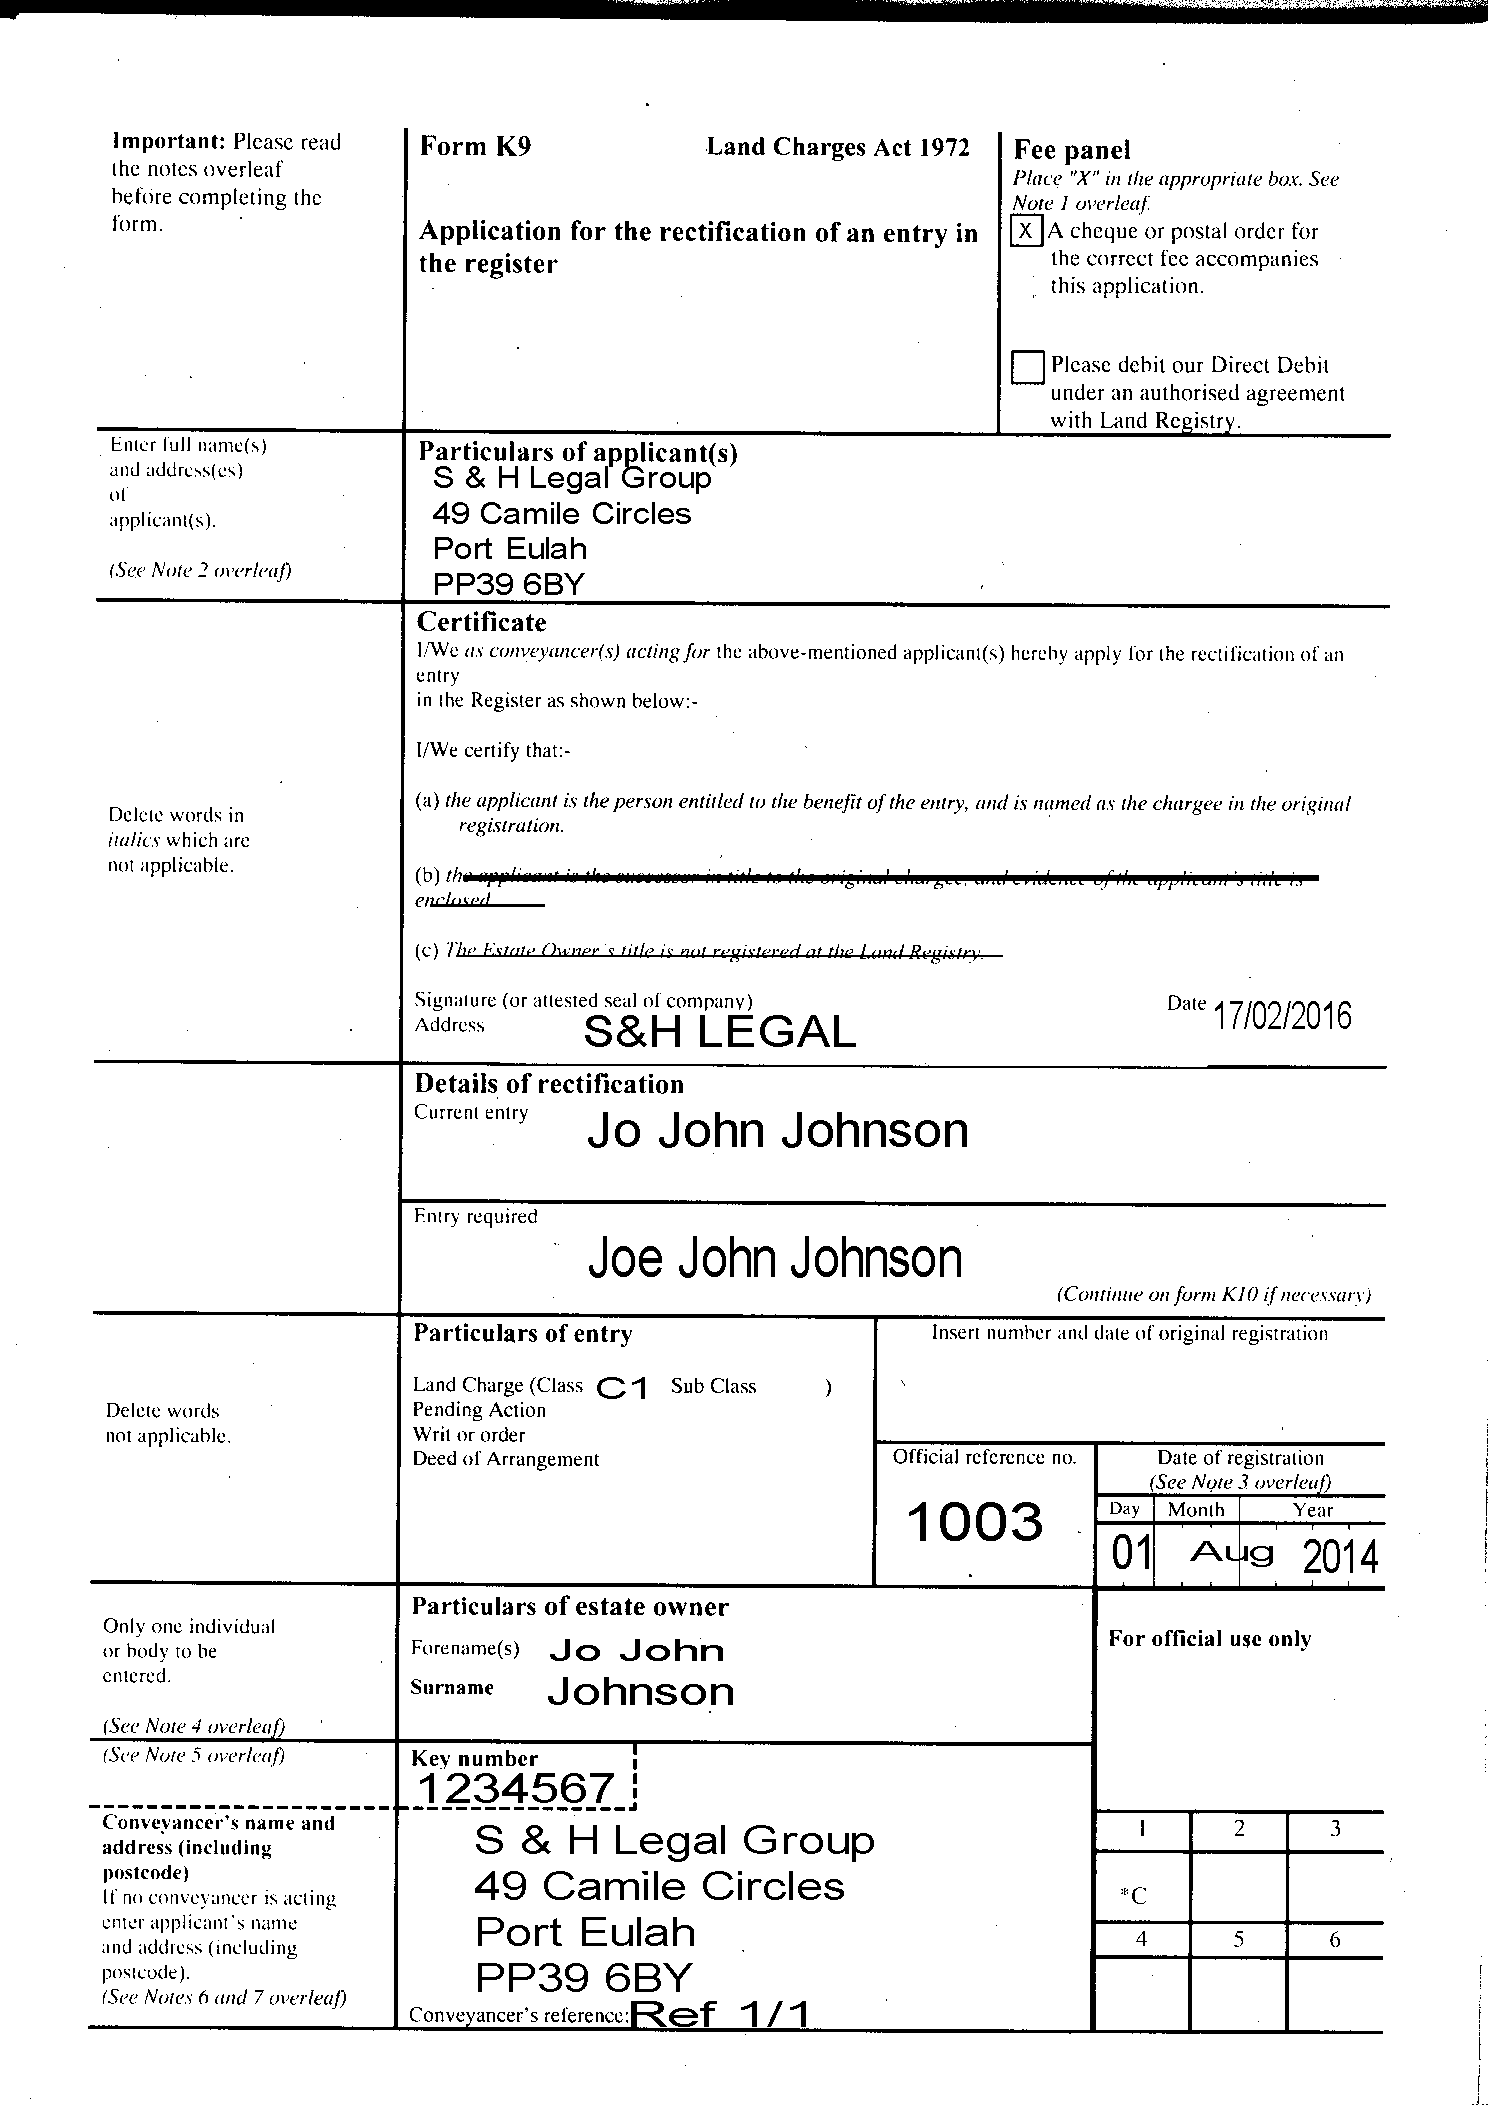 Important: Please read
the notes overleaf
before completing the
form.
Form K9
Land Charges Act 1972
Application for the rectification of an entry in
the register
Fee panel
Place "X" in the appropriate box. See
Note 1 overleaf.
X A cheque or postal order for
the correct fee accompanies
this application.
Please debit our Direct Debit
under an authorised agreement
with Land Registry.
Enter full name(s)
and address(es)
of
applicant(s).
(See Note 2 overleaf)
Particulars of applicant(s)
S & H Legal Group
49 Camile Circles
Port Eulah
PP39 6BY
Certificate
I/We as conveyancer(s) acting for the above-mentioned applicant(s) hereby apply for the rectification of an
entry
in the Register as shown below:-
I/We certify that:-
Delete words in
italics which are
not applicable.
(a) the applicant is the person entitled to the benefit of the entry, and is named as the chargee in the original
registration.
(b) the applicant is the successor in title to the original chargee, and evidence of the applicant's title is
enclosed
(c) The Estate Owner's title is not registered at the Land Registry.
Signature (or attested seal of company)
Address
S&H LEGAL
Date 17/02/2016
Details of rectification
Current entry
Jo John Johnson
Entry required
Joe John Johnson
(Continue on form K10 if necessary)
Delete words
not applicable.
Particulars of entry
Land Charge (Class C1 Sub Class )
Pending Action
Writ or order
Deed of Arrangement
Insert number and date of original registration
Official reference no.
1003
Date of registration
(See Note 3 overleaf)
Day Month Year
01 Aug 2014
Only one individual
or body to be
entered.
(See Note 4 overleaf)
Particulars of estate owner
Forename(s) Jo John
Surname Johnson
For official use only
(See Note 5 overleaf)
Key number
1234567
Conveyancer's name and
address (including
postcode)
If no conveyancer is acting
enter applicant's name
and address (including
postcode).
(See Notes 6 and 7 overleaf)
S & H Legal Group
49 Camile Circles
Port Eulah
PP39 6BY
Conveyancer's reference: Ref 1/1
1 2 3
*C
4 5 6